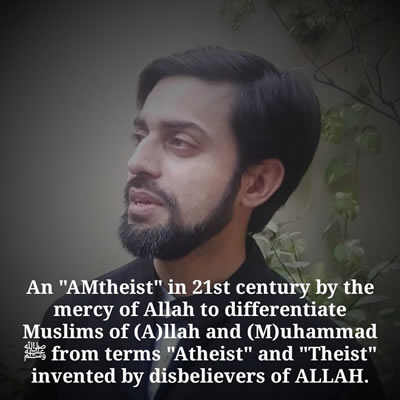 An "AMtheist" in 21st century by the
mercy of Allah to differentiate
Muslims of (A)llah and (M)uhammad
ﷺ from terms "Atheist" and "Theist"
invented by disbelievers of ALLAH.